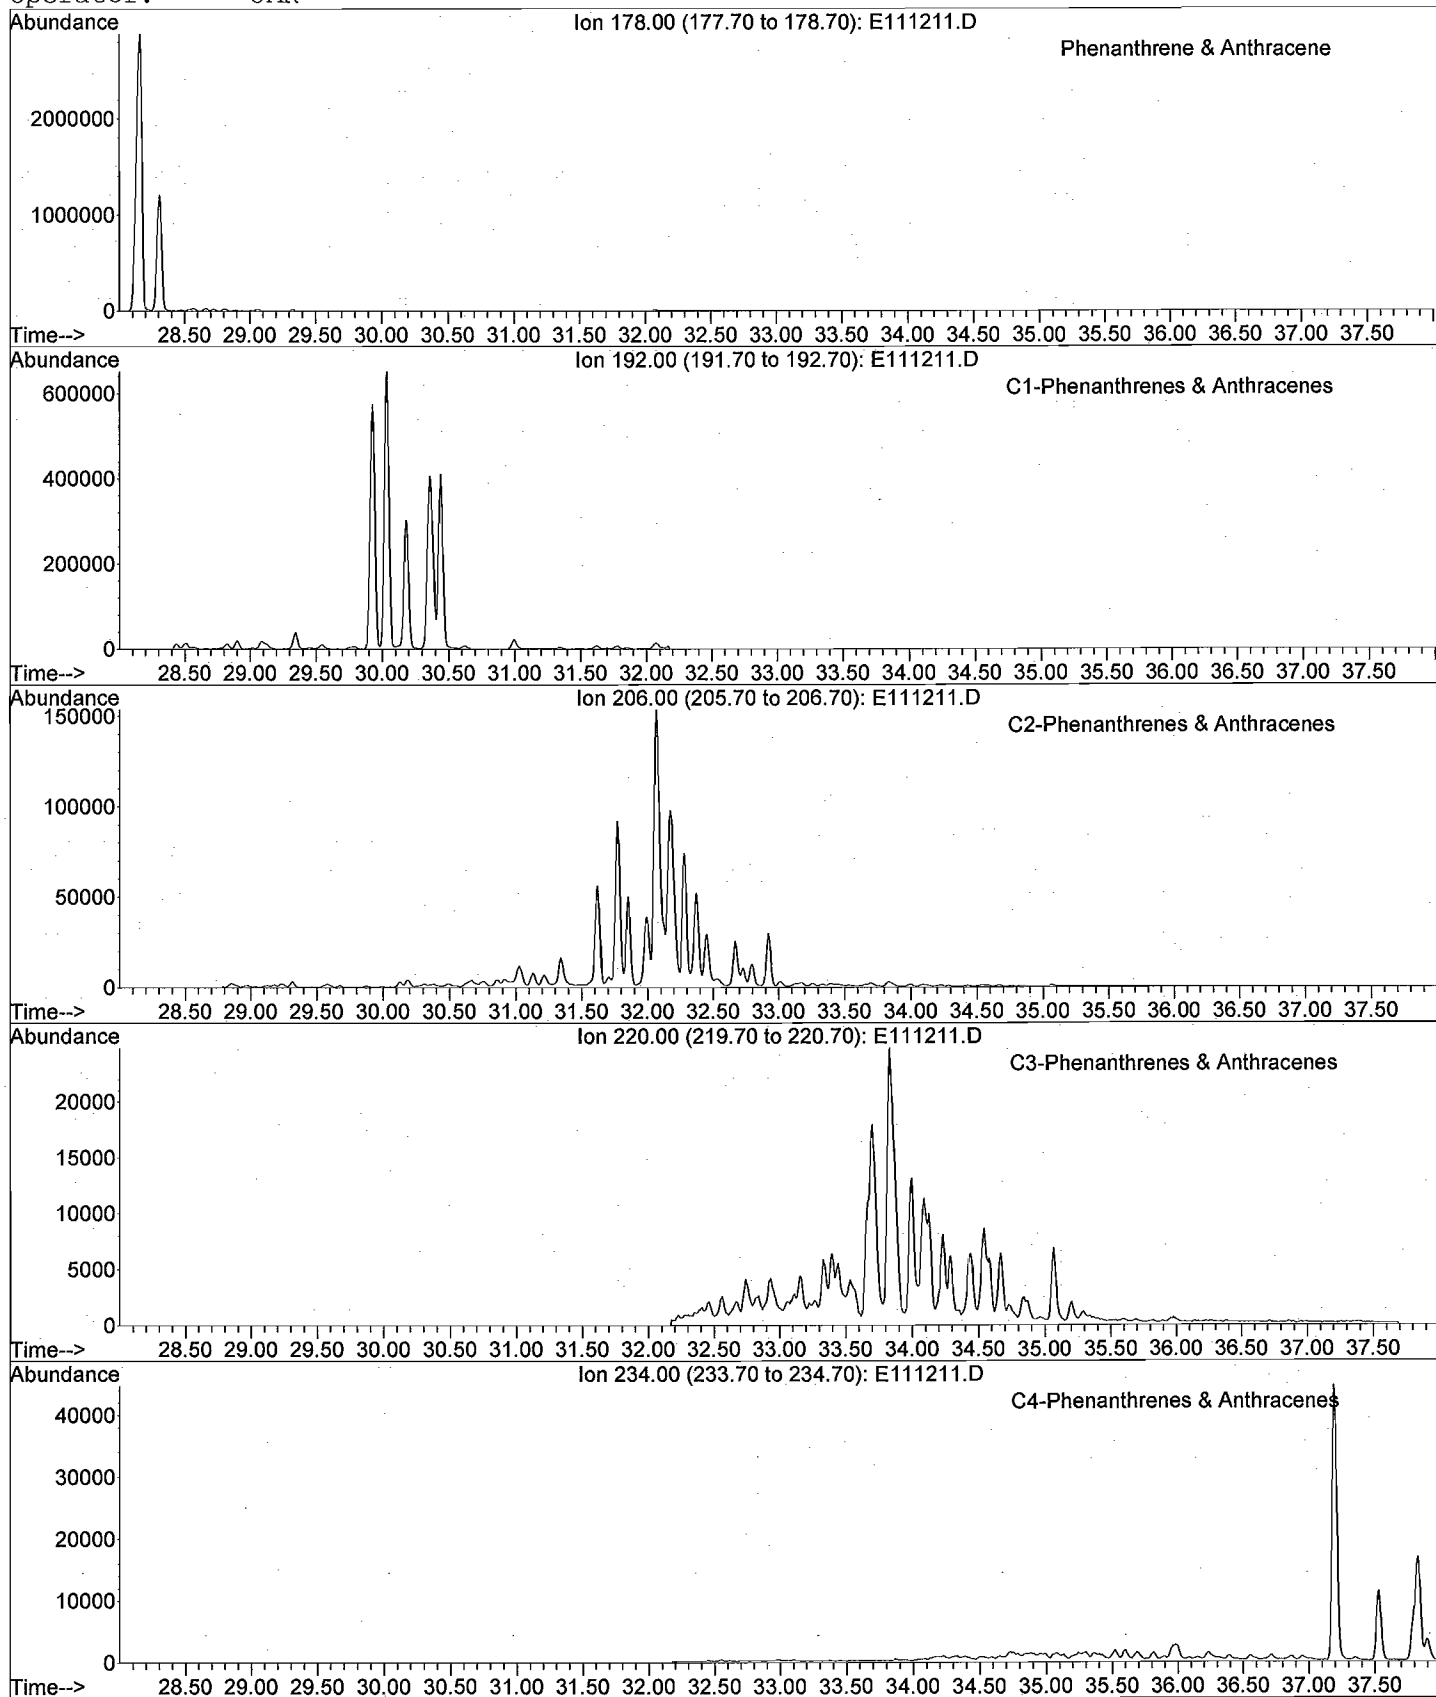 Abundance Ion 178.00 (177.70 to 178.70): E111211.D
Phenanthrene & Anthracene
2000000
1000000
0
Time--> 28.50 29.00 29.50 30.00 30.50 31.00 31.50 32.00 32.50 33.00 33.50 34.00 34.50 35.00 35.50 36.00 36.50 37.00 37.50
Abundance Ion 192.00 (191.70 to 192.70): E111211.D
C1-Phenanthrenes & Anthracenes
600000
400000
200000
0
Time--> 28.50 29.00 29.50 30.00 30.50 31.00 31.50 32.00 32.50 33.00 33.50 34.00 34.50 35.00 35.50 36.00 36.50 37.00 37.50
Abundance Ion 206.00 (205.70 to 206.70): E111211.D
150000
C2-Phenanthrenes & Anthracenes
100000
50000
0
Time--> 28.50 29.00 29.50 30.00 30.50 31.00 31.50 32.00 32.50 33.00 33.50 34.00 34.50 35.00 35.50 36.00 36.50 37.00 37.50
Abundance Ion 220.00 (219.70 to 220.70): E111211.D
C3-Phenanthrenes & Anthracenes
20000
15000
10000
5000
0
Time--> 28.50 29.00 29.50 30.00 30.50 31.00 31.50 32.00 32.50 33.00 33.50 34.00 34.50 35.00 35.50 36.00 36.50 37.00 37.50
Abundance Ion 234.00 (233.70 to 234.70): E111211.D
C4-Phenanthrenes & Anthracenes
40000
30000
20000
10000
0
Time--> 28.50 29.00 29.50 30.00 30.50 31.00 31.50 32.00 32.50 33.00 33.50 34.00 34.50 35.00 35.50 36.00 36.50 37.00 37.50